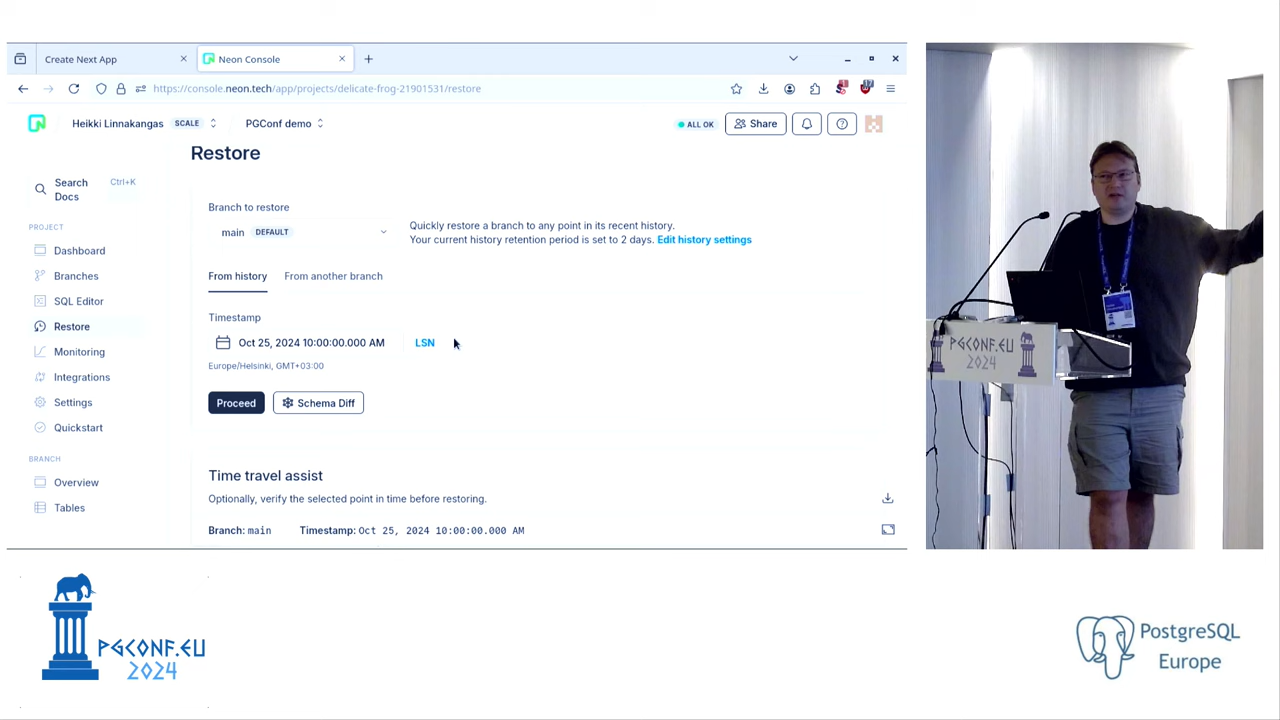 Create Next App
Neon Console
https://console.neon.tech/app/projects/delicate-frog-21901531/restore
Heikki Linnakangas SCALE
PGConf demo
ALL OK
Share
Restore
Search Docs
Ctrl+K
PROJECT
Dashboard
Branches
SQL Editor
Restore
Monitoring
Integrations
Settings
Quickstart
BRANCH
Overview
Tables
Branch to restore
main DEFAULT
Quickly restore a branch to any point in its recent history.
Your current history retention period is set to 2 days. Edit history settings
From history From another branch
Timestamp
Oct 25, 2024 10:00:00.000 AM LSN
Europe/Helsinki, GMT+03:00
Proceed Schema Diff
Time travel assist
Optionally, verify the selected point in time before restoring.
Branch: main Timestamp: Oct 25, 2024 10:00:00.000 AM
PGCONF.EU
2024
PGCONF.EU
2024
PostgreSQL
Europe